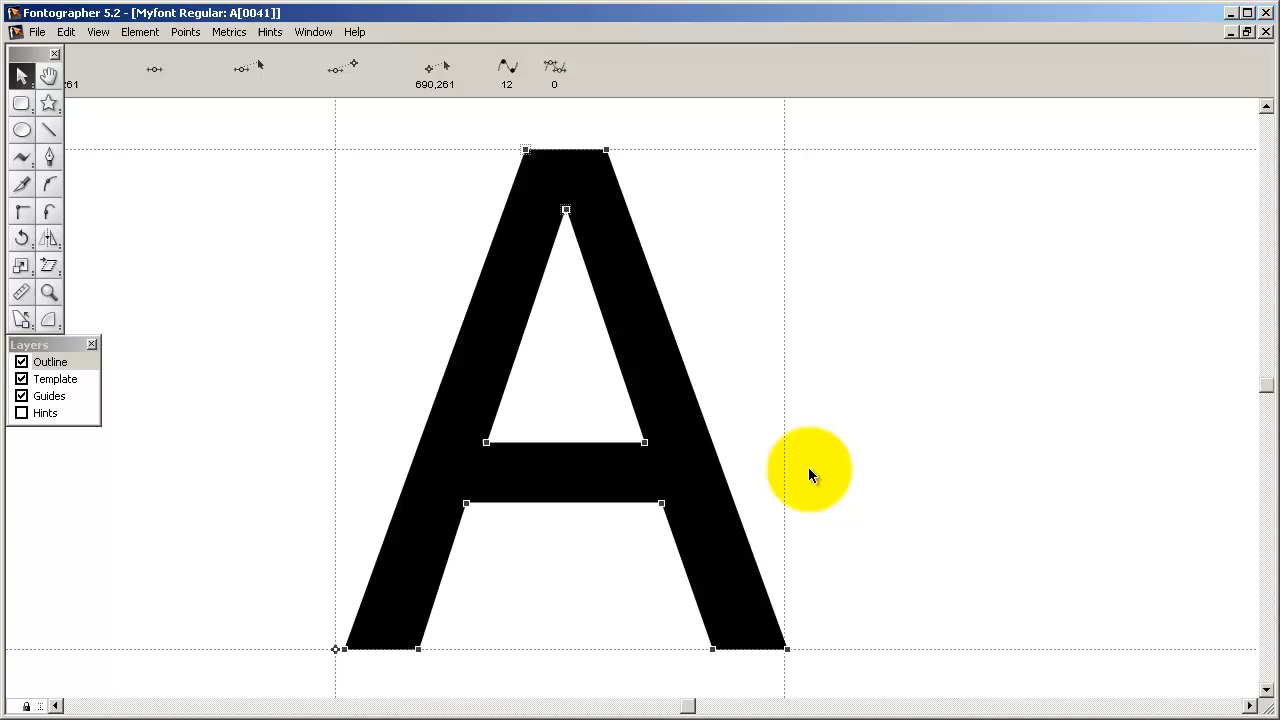 Fontographer 5.2 - [Myfont Regular: A[0041]]
File Edit View Element Points Metrics Hints Window Help
261 690,261 12 0
A
Layers
Outline
Template
Guides
Hints